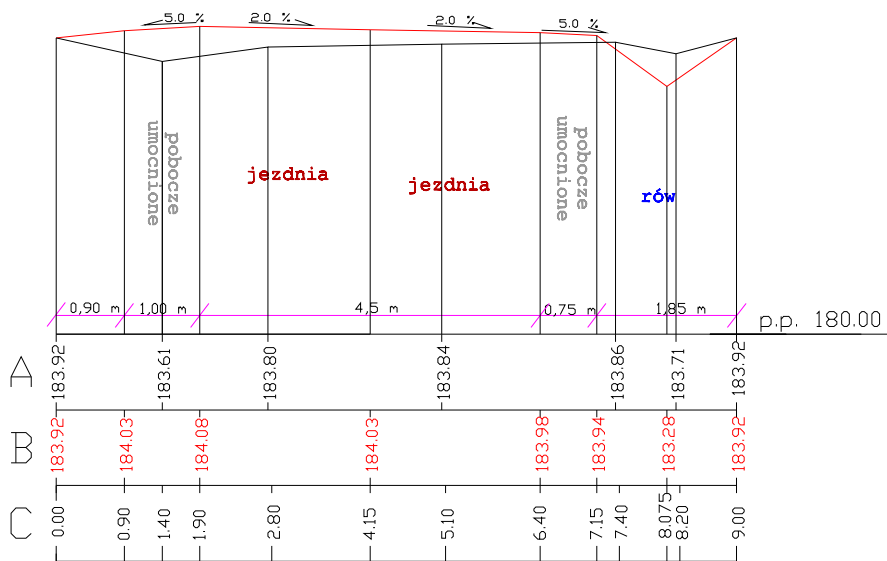 5.0 %
2.0 %
2.0 %
5.0 %
pobocze
umocnione
jezdnia
jezdnia
pobocze
umocnione
rów
0,90 m
1,00 m
4,5 m
0,75 m
1,85 m
p.p. 180.00
A
183.92
183.61
183.80
183.84
183.86
183.71
183.92
B
183.92
184.03
184.08
184.03
183.98
183.94
183.28
183.92
C
0.00
0.90
1.40
1.90
2.80
4.15
5.10
6.40
7.15
7.40
8.075
8.20
9.00